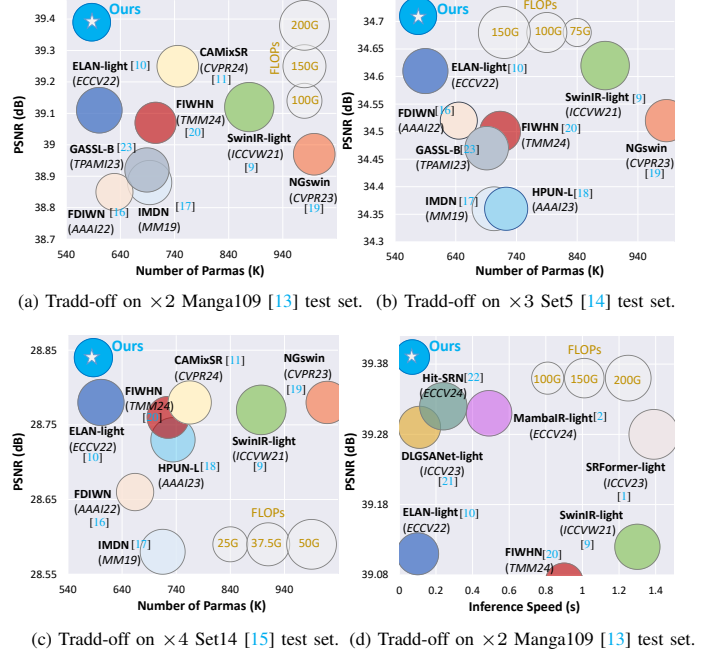 39.4
39.3
39.2
39.1
39
38.9
38.8
38.7
PSNR (dB)
Ours
ELAN-light [10]
(ECCV22)
CAMixSR
(CVPR24)
[11]
FLOPs
200G
150G
100G
FIWHN
(TMM24)
[20]
SwinIR-light
(ICCVW21)
[9]
GASSL-B [23]
(TPAMI23)
NGswin
(CVPR23)
[19]
FDIWN [16]
(AAAI22)
IMDN [17]
(MM19)
540 640 740 840 940
Number of Parmas (K)
(a) Tradd-off on ×2 Manga109 [13] test set.
34.7
34.65
34.6
34.55
34.5
34.45
34.4
34.35
34.3
PSNR (dB)
Ours
FLOPs
150G 100G 75G
ELAN-light [10]
(ECCV22)
SwinIR-light [9]
(ICCVW21)
FDIWN [16]
(AAAI22)
FIWHN [20]
(TMM24)
GASSL-B [23]
(TPAMI23)
NGswin
(CVPR23)
[19]
IMDN [17]
(MM19)
HPUN-L [18]
(AAAI23)
540 640 740 840 940
Number of Parmas (K)
(b) Tradd-off on ×3 Set5 [14] test set.
28.85
28.75
28.65
28.55
PSNR (dB)
Ours
CAMixSR [11]
(CVPR24)
NGswin
(CVPR23)
[19]
FIWHN
(TMM24)
ELAN-light
(ECCV22)
[10]
SwinIR-light
(ICCVW21)
[9]
HPUN-L [18]
(AAAI23)
FDIWN
(AAAI22)
[16]
FLOPs
25G 37.5G 50G
IMDN [17]
(MM19)
540 640 740 840 940
Number of Parmas (K)
(c) Tradd-off on ×4 Set14 [15] test set.
39.38
39.28
39.18
39.08
PSNR (dB)
Ours
FLOPs
100G 150G 200G
Hit-SRN [22]
(ECCV24)
MambaIR-light [2]
(ECCV24)
DLGSANet-light
(ICCV23)
[21]
SRFormer-light
(ICCV23)
[1]
ELAN-light [10]
(ECCV22)
SwinIR-light
(ICCVW21)
[9]
FIWHN [20]
(TMM24)
0 0.2 0.4 0.6 0.8 1 1.2 1.4
Inference Speed (s)
(d) Tradd-off on ×2 Manga109 [13] test set.